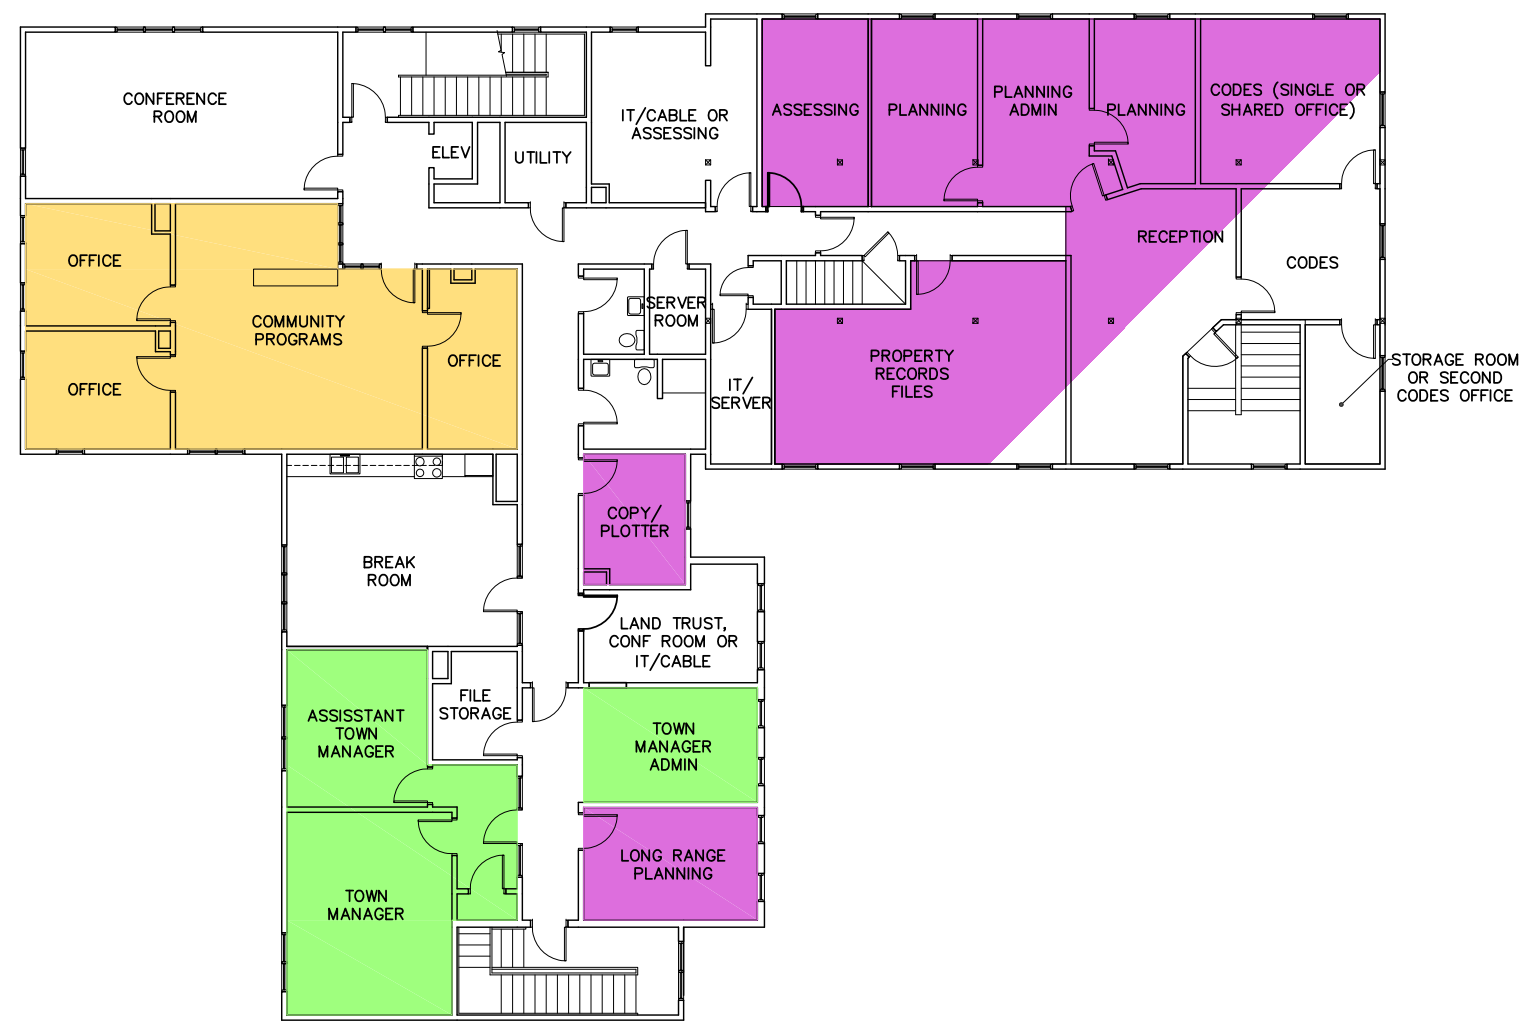 CONFERENCE
ROOM
ELEV
UTILITY
IT/CABLE OR
ASSESSING
ASSESSING
PLANNING
PLANNING
ADMIN
PLANNING
CODES (SINGLE OR
SHARED OFFICE)
OFFICE
COMMUNITY
PROGRAMS
OFFICE
OFFICE
SERVER
ROOM
IT/
SERVER
PROPERTY
RECORDS
FILES
RECEPTION
CODES
STORAGE ROOM
OR SECOND
CODES OFFICE
BREAK
ROOM
COPY/
PLOTTER
LAND TRUST,
CONF ROOM OR
IT/CABLE
ASSISSTANT
TOWN
MANAGER
FILE
STORAGE
TOWN
MANAGER
ADMIN
TOWN
MANAGER
LONG RANGE
PLANNING